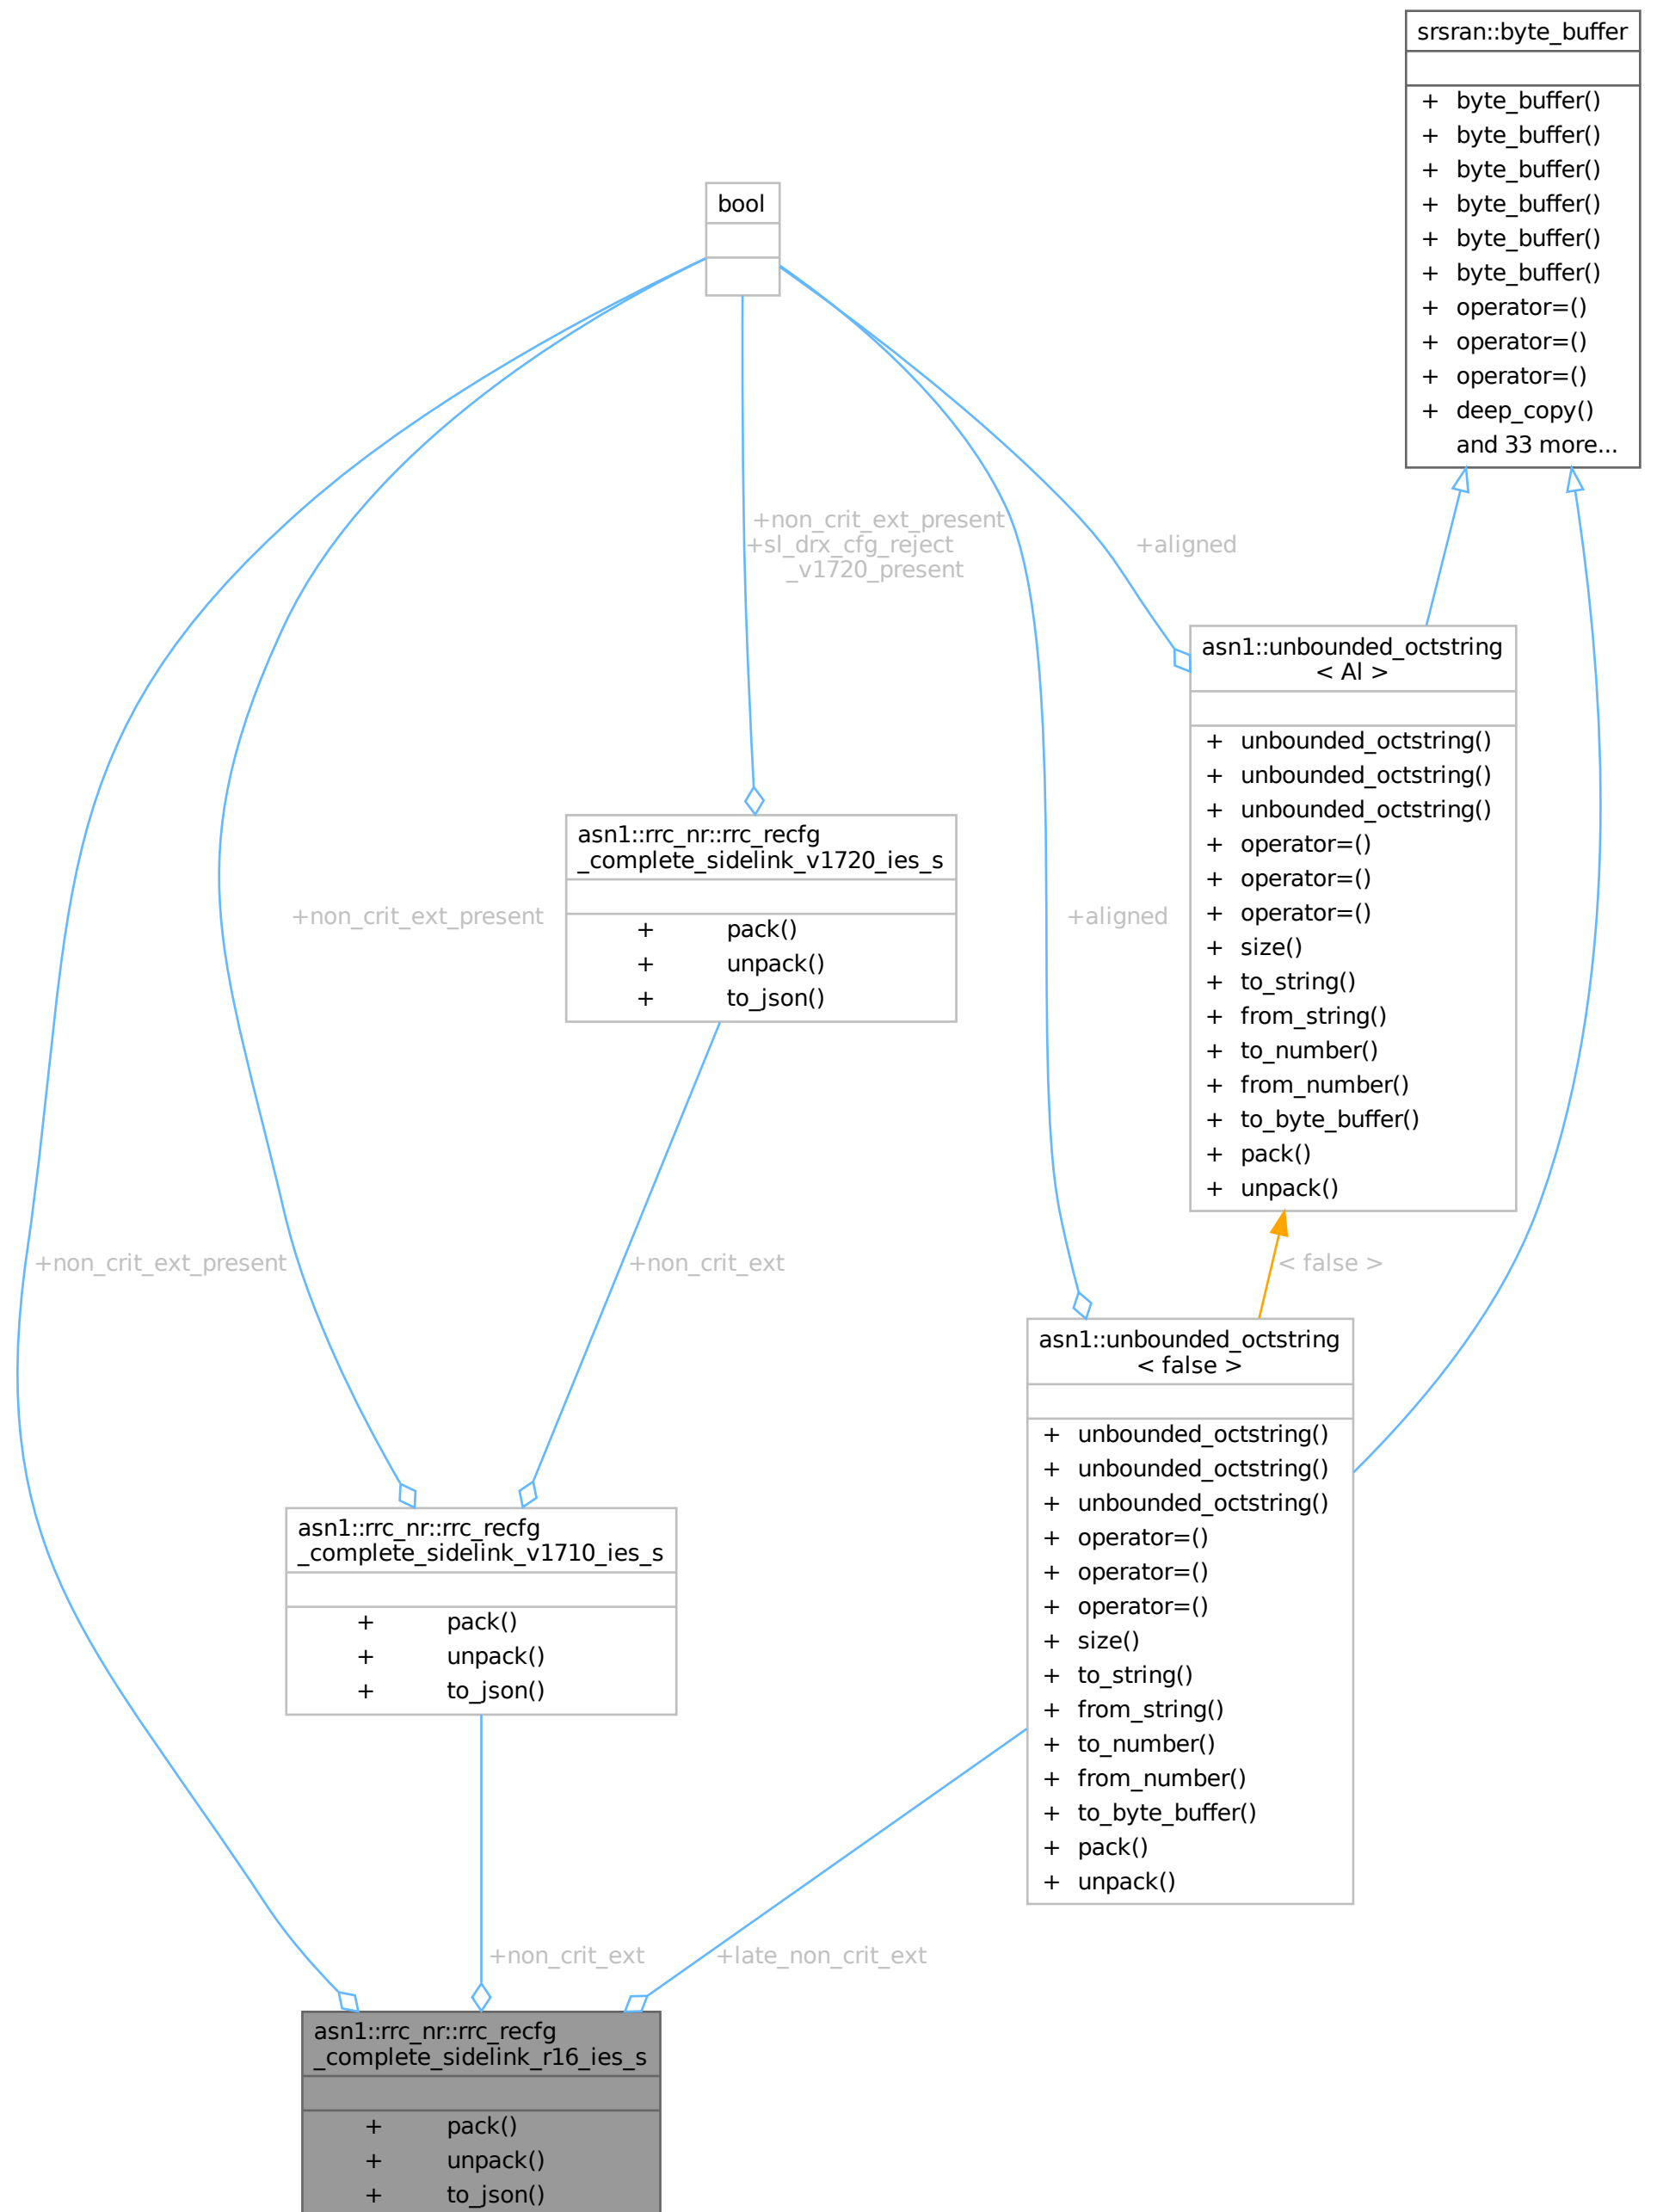 srsran::byte_buffer
+ byte_buffer()
+ byte_buffer()
+ byte_buffer()
+ byte_buffer()
+ byte_buffer()
+ byte_buffer()
+ operator=()
+ operator=()
+ operator=()
+ deep_copy()
and 33 more...
bool
+non_crit_ext_present
+sl_drx_cfg_reject
_v1720_present
+aligned
asn1::unbounded_octstring
< Al >
+ unbounded_octstring()
+ unbounded_octstring()
+ unbounded_octstring()
+ operator=()
+ operator=()
+ operator=()
+ size()
+ to_string()
+ from_string()
+ to_number()
+ from_number()
+ to_byte_buffer()
+ pack()
+ unpack()
asn1::rrc_nr::rrc_recfg
_complete_sidelink_v1720_ies_s
+ pack()
+ unpack()
+ to_json()
+non_crit_ext_present
+aligned
+non_crit_ext_present
+non_crit_ext
< false >
asn1::unbounded_octstring
< false >
+ unbounded_octstring()
+ unbounded_octstring()
+ unbounded_octstring()
+ operator=()
+ operator=()
+ operator=()
+ size()
+ to_string()
+ from_string()
+ to_number()
+ from_number()
+ to_byte_buffer()
+ pack()
+ unpack()
asn1::rrc_nr::rrc_recfg
_complete_sidelink_v1710_ies_s
+ pack()
+ unpack()
+ to_json()
+non_crit_ext
+late_non_crit_ext
asn1::rrc_nr::rrc_recfg
_complete_sidelink_r16_ies_s
+ pack()
+ unpack()
+ to_json()